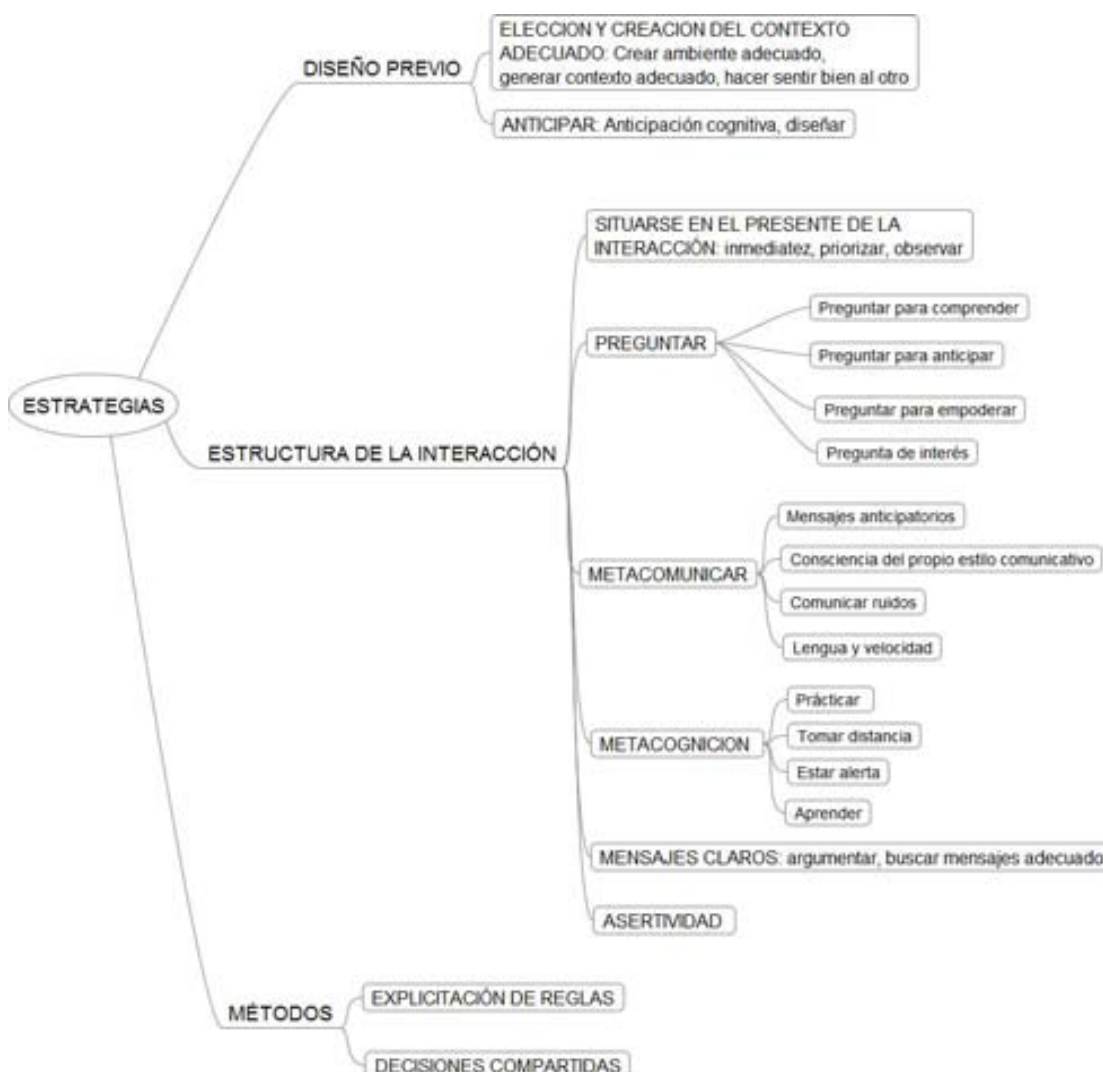 ELECCION Y CREACION DEL CONTEXTO
ADECUADO: Crear ambiente adecuado,
generar contexto adecuado, hacer sentir bien al otro
DISEÑO PREVIO
ANTICIPAR: Anticipación cognitiva, diseñar
SITUARSE EN EL PRESENTE DE LA
INTERACCIÓN: inmediatez, priorizar, observar
Preguntar para comprender
PREGUNTAR
Preguntar para anticipar
Preguntar para empoderar
Pregunta de interés
ESTRATEGIAS
ESTRUCTURA DE LA INTERACCIÓN
Mensajes anticipatorios
Consciencia del propio estilo comunicativo
METACOMUNICAR
Comunicar ruidos
Lengua y velocidad
Prácticar
Tomar distancia
METACOGNICION
Estar alerta
Aprender
MENSAJES CLAROS: argumentar, buscar mensajes adecuado
ASERTIVIDAD
EXPLICITACIÓN DE REGLAS
MÉTODOS
DECISIONES COMPARTIDAS